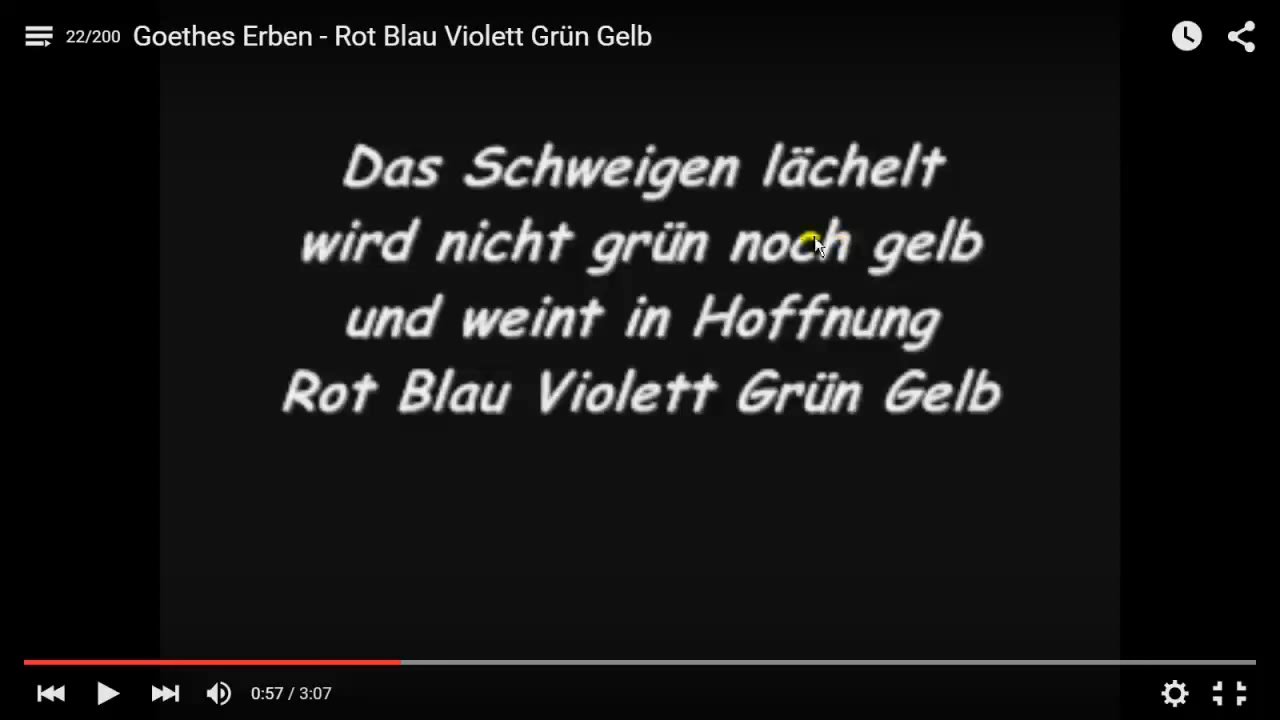 22/200 Goethes Erben - Rot Blau Violett Grün Gelb
Das Schweigen lächelt
wird nicht grün noch gelb
und weint in Hoffnung
Rot Blau Violett Grün Gelb
0:57 / 3:07